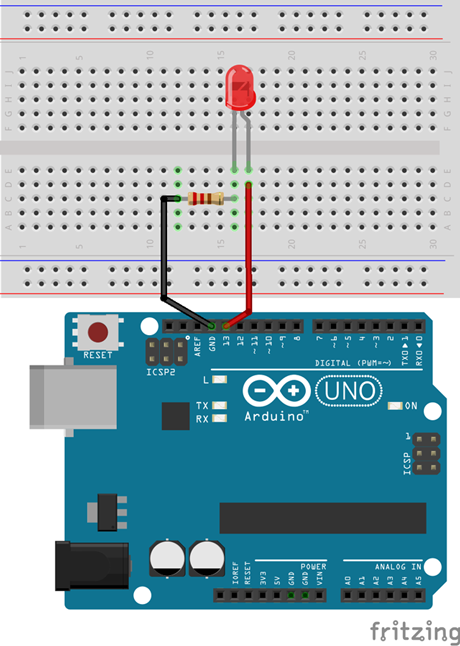 1 5 10 15 20 25 30
J
I
H
G
F
E
D
C
B
A
1 5 10 15 20 25 30
RESET
ICSP2
AREF
GND
13
12
~11
~10
~9
8
7
~6
~5
4
~3
2
TX0▶1
RX0◀0
DIGITAL (PWM=~)
L
TX
RX
UNO
Arduino™
ON
1
ICSP
IOREF
RESET
3V3
5V
GND
GND
VIN
POWER
ANALOG IN
A0
A1
A2
A3
A4
A5
fritzing